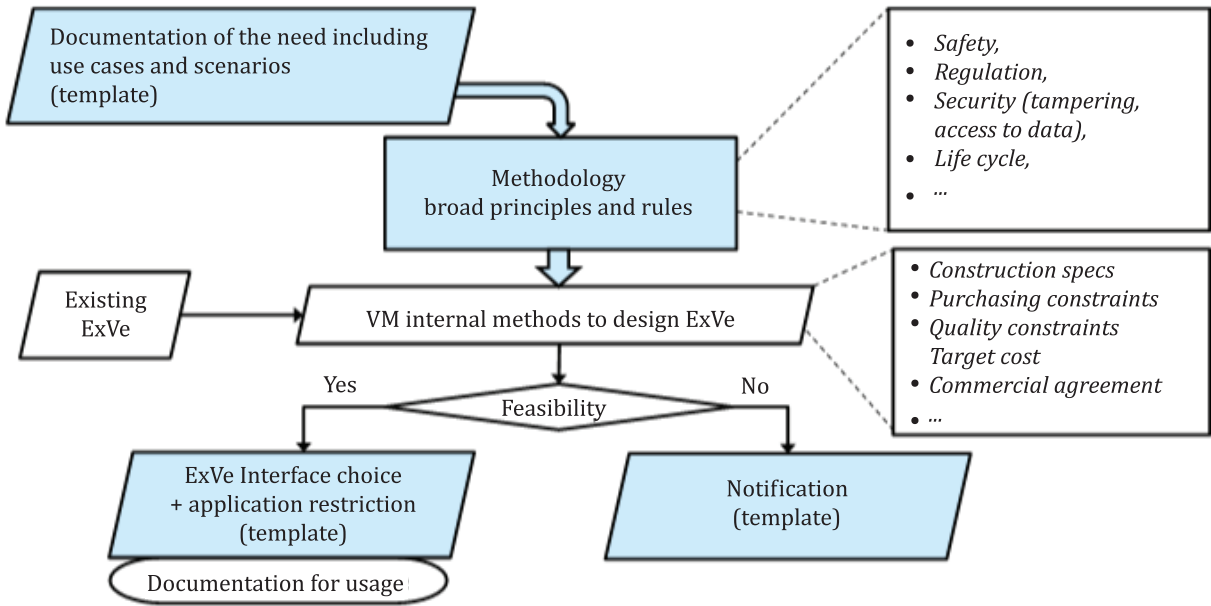 Documentation of the need including
use cases and scenarios
(template)
• Safety,
• Regulation,
• Security (tampering,
access to data),
• Life cycle,
• ...
Methodology
broad principles and rules
Existing
ExVe
VM internal methods to design ExVe
• Construction specs
• Purchasing constraints
• Quality constraints
Target cost
• Commercial agreement
• ...
Yes
No
Feasibility
ExVe Interface choice
+ application restriction
(template)
Notification
(template)
Documentation for usage